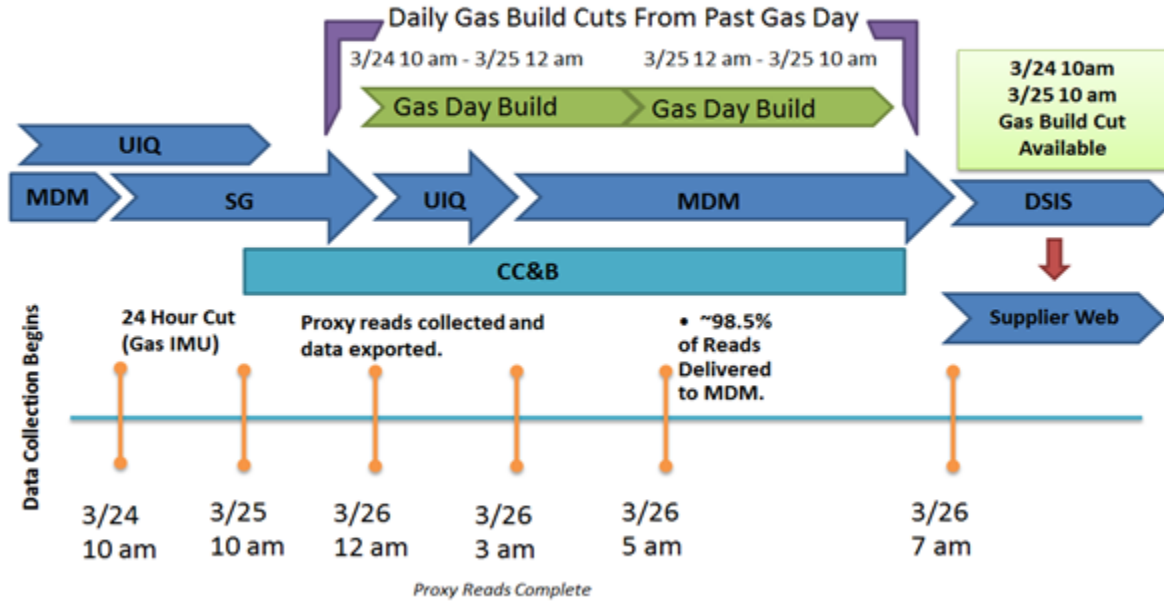 Daily Gas Build Cuts From Past Gas Day
3/24 10 am - 3/25 12 am
3/25 12 am - 3/25 10 am
Gas Day Build
Gas Day Build
3/24 10am
3/25 10 am
Gas Build Cut
Available
UIQ
MDM
SG
UIQ
MDM
DSIS
CC&B
Supplier Web
Data Collection Begins
24 Hour Cut
(Gas IMU)
Proxy reads collected and
data exported.
• ~98.5%
of Reads
Delivered
to MDM.
3/24
10 am
3/25
10 am
3/26
12 am
3/26
3 am
3/26
5 am
3/26
7 am
Proxy Reads Complete